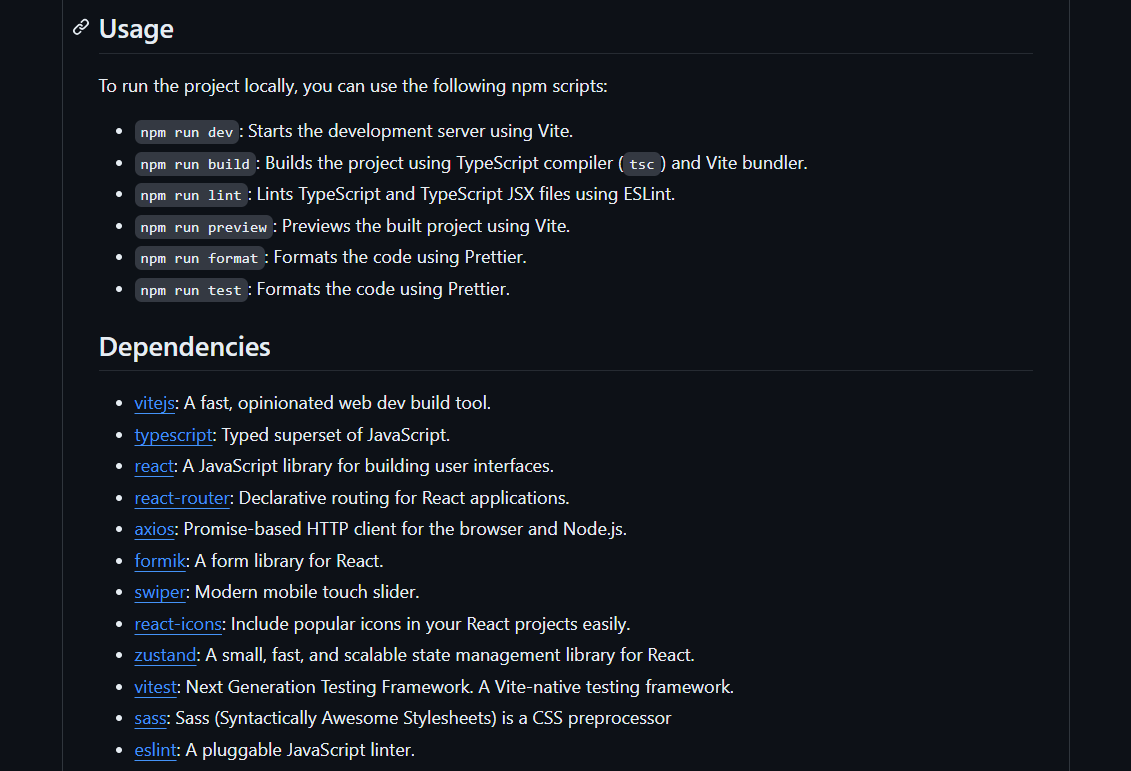 Usage
To run the project locally, you can use the following npm scripts:
npm run dev: Starts the development server using Vite.
npm run build: Builds the project using TypeScript compiler (tsc) and Vite bundler.
npm run lint: Lints TypeScript and TypeScript JSX files using ESLint.
npm run preview: Previews the built project using Vite.
npm run format: Formats the code using Prettier.
npm run test: Formats the code using Prettier.
Dependencies
vitejs: A fast, opinionated web dev build tool.
typescript: Typed superset of JavaScript.
react: A JavaScript library for building user interfaces.
react-router: Declarative routing for React applications.
axios: Promise-based HTTP client for the browser and Node.js.
formik: A form library for React.
swiper: Modern mobile touch slider.
react-icons: Include popular icons in your React projects easily.
zustand: A small, fast, and scalable state management library for React.
vitest: Next Generation Testing Framework. A Vite-native testing framework.
sass: Sass (Syntactically Awesome Stylesheets) is a CSS preprocessor
eslint: A pluggable JavaScript linter.